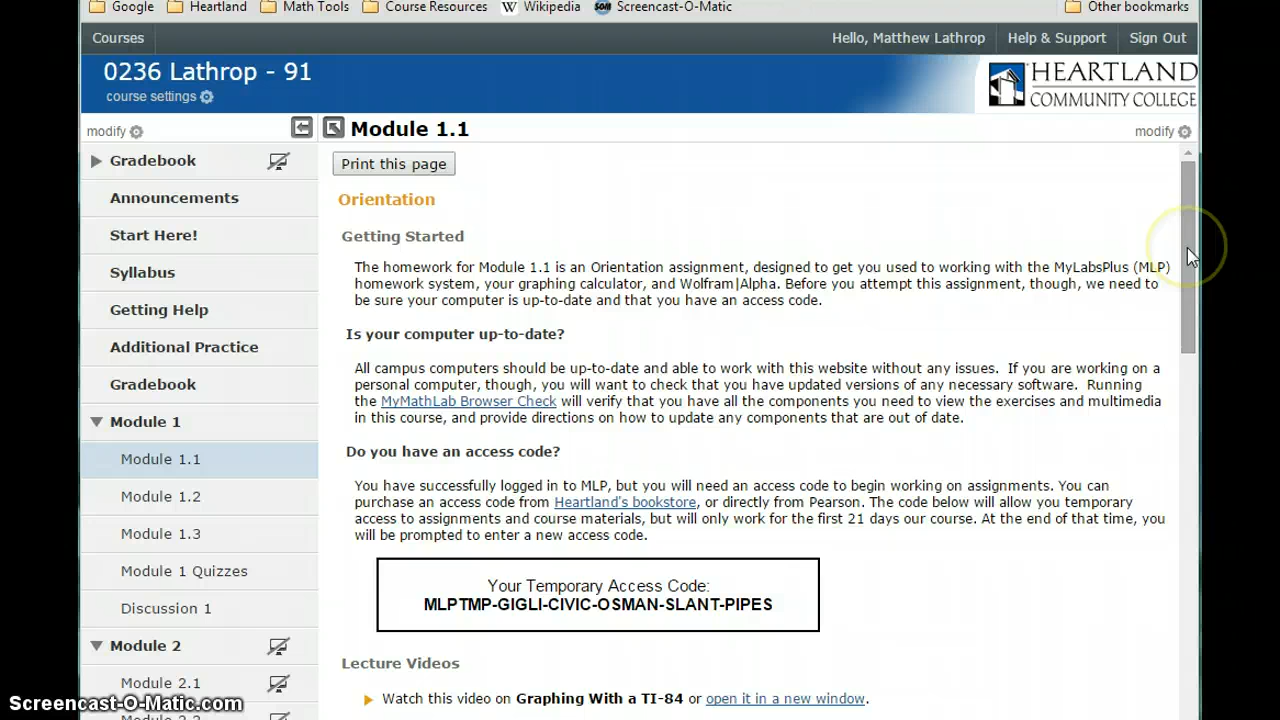 Google Heartland Math Tools Course Resources W Wikipedia SOM Screencast-O-Matic Other bookmarks
Courses Hello, Matthew Lathrop Help & Support Sign Out
0236 Lathrop - 91
course settings
HEARTLAND
COMMUNITY COLLEGE
modify
Module 1.1
modify
Gradebook
Announcements
Start Here!
Syllabus
Getting Help
Additional Practice
Gradebook
Module 1
Module 1.1
Module 1.2
Module 1.3
Module 1 Quizzes
Discussion 1
Module 2
Module 2.1
Print this page
Orientation
Getting Started
The homework for Module 1.1 is an Orientation assignment, designed to get you used to working with the MyLabsPlus (MLP)
homework system, your graphing calculator, and Wolfram|Alpha. Before you attempt this assignment, though, we need to
be sure your computer is up-to-date and that you have an access code.
Is your computer up-to-date?
All campus computers should be up-to-date and able to work with this website without any issues. If you are working on a
personal computer, though, you will want to check that you have updated versions of any necessary software. Running
the MyMathLab Browser Check will verify that you have all the components you need to view the exercises and multimedia
in this course, and provide directions on how to update any components that are out of date.
Do you have an access code?
You have successfully logged in to MLP, but you will need an access code to begin working on assignments. You can
purchase an access code from Heartland's bookstore, or directly from Pearson. The code below will allow you temporary
access to assignments and course materials, but will only work for the first 21 days our course. At the end of that time, you
will be prompted to enter a new access code.
Your Temporary Access Code:
MLPTMP-GIGLI-CIVIC-OSMAN-SLANT-PIPES
Lecture Videos
Watch this video on Graphing With a TI-84 or open it in a new window.
Screencast-O-Matic.com